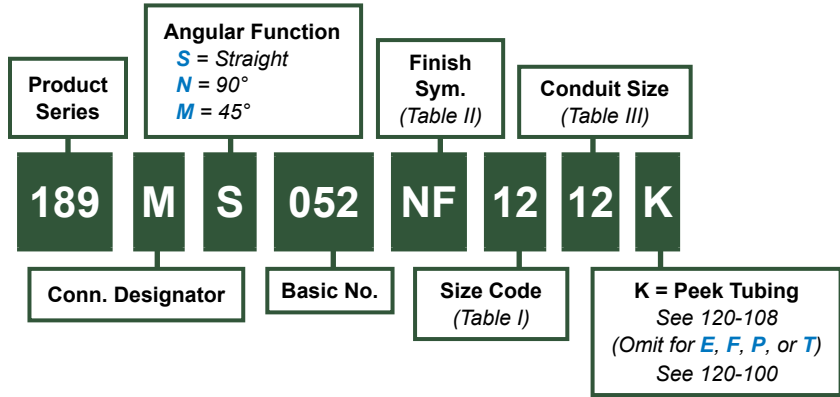 Angular Function
S = Straight
N = 90°
M = 45°
Product
Series
Finish
Sym.
(Table II)
Conduit Size
(Table III)
189 M S 052 NF 12 12 K
Conn. Designator
Basic No.
Size Code
(Table I)
K = Peek Tubing
See 120-108
(Omit for E, F, P, or T)
See 120-100